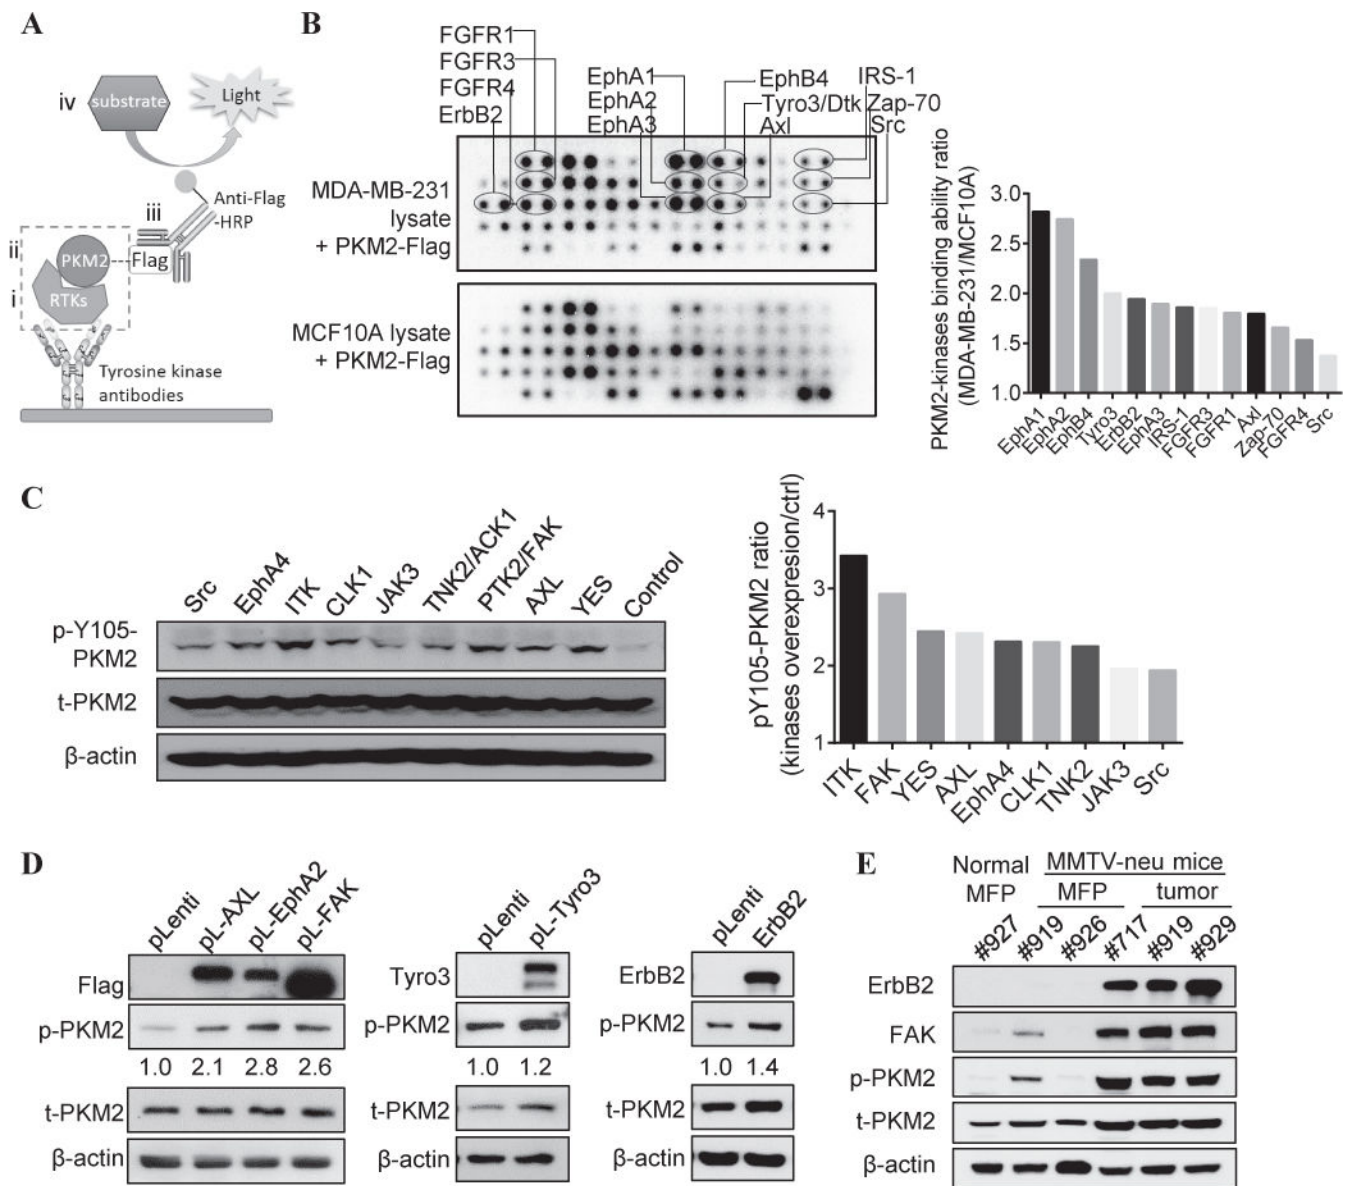 A
iv
substrate
Light
iii
Anti-Flag
-HRP
ii
PKM2
Flag
i
RTKs
Tyrosine kinase
antibodies
B
FGFR1
FGFR3
FGFR4
ErbB2
EphA1
EphA2
EphA3
EphB4
Tyro3/Dtk
Axl
IRS-1
Zap-70
Src
MDA-MB-231
lysate
+ PKM2-Flag
MCF10A lysate
+ PKM2-Flag
PKM2-kinases binding ability ratio
(MDA-MB-231/MCF10A)
3.0
2.5
2.0
1.5
1.0
EphA1
EphA2
EphB4
Tyro3
ErbB2
EphA3
IRS-1
FGFR3
FGFR1
Axl
Zap-70
FGFR4
Src
C
Src
EphA4
ITK
CLK1
JAK3
TNK2/ACK1
PTK2/FAK
AXL
YES
Control
p-Y105-
PKM2
t-PKM2
β-actin
pY105-PKM2 ratio
(kinases overexpresion/ctrl)
4
3
2
1
ITK
FAK
YES
AXL
EphA4
CLK1
TNK2
JAK3
Src
D
pLenti
pL-AXL
pL-EphA2
pL-FAK
Flag
p-PKM2
1.0 2.1 2.8 2.6
t-PKM2
β-actin
pLenti
pL-Tyro3
Tyro3
p-PKM2
1.0 1.2
t-PKM2
β-actin
pLenti
ErbB2
ErbB2
p-PKM2
1.0 1.4
t-PKM2
β-actin
E
Normal
MFP
MMTV-neu mice
MFP
tumor
#927
#919
#926
#717
#919
#929
ErbB2
FAK
p-PKM2
t-PKM2
β-actin